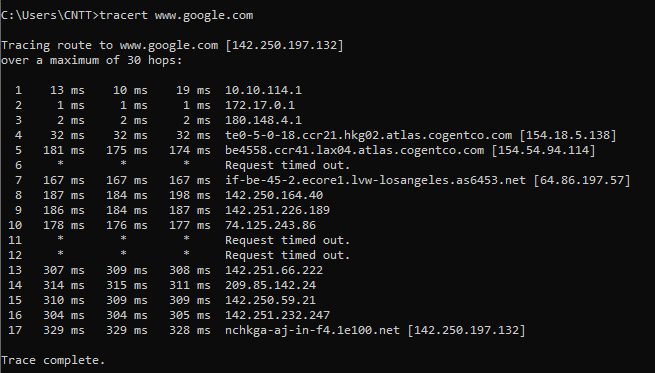 C:\Users\CNTT>tracert www.google.com
Tracing route to www.google.com [142.250.197.132]
over a maximum of 30 hops:
1 13 ms 10 ms 19 ms 10.10.114.1
2 1 ms 1 ms 1 ms 172.17.0.1
3 2 ms 2 ms 2 ms 180.148.4.1
4 32 ms 32 ms 32 ms te0-5-0-18.ccr21.hkg02.atlas.cogentco.com [154.18.5.138]
5 181 ms 175 ms 174 ms be4558.ccr41.lax04.atlas.cogentco.com [154.54.94.114]
6 * * * Request timed out.
7 167 ms 167 ms 167 ms if-be-45-2.ecore1.lvw-losangeles.as6453.net [64.86.197.57]
8 187 ms 184 ms 198 ms 142.250.164.40
9 186 ms 184 ms 187 ms 142.251.226.189
10 178 ms 176 ms 177 ms 74.125.243.86
11 * * * Request timed out.
12 * * * Request timed out.
13 307 ms 309 ms 308 ms 142.251.66.222
14 314 ms 315 ms 311 ms 209.85.142.24
15 310 ms 309 ms 309 ms 142.250.59.21
16 304 ms 304 ms 305 ms 142.251.232.247
17 329 ms 329 ms 328 ms nchkga-aj-in-f4.1e100.net [142.250.197.132]
Trace complete.